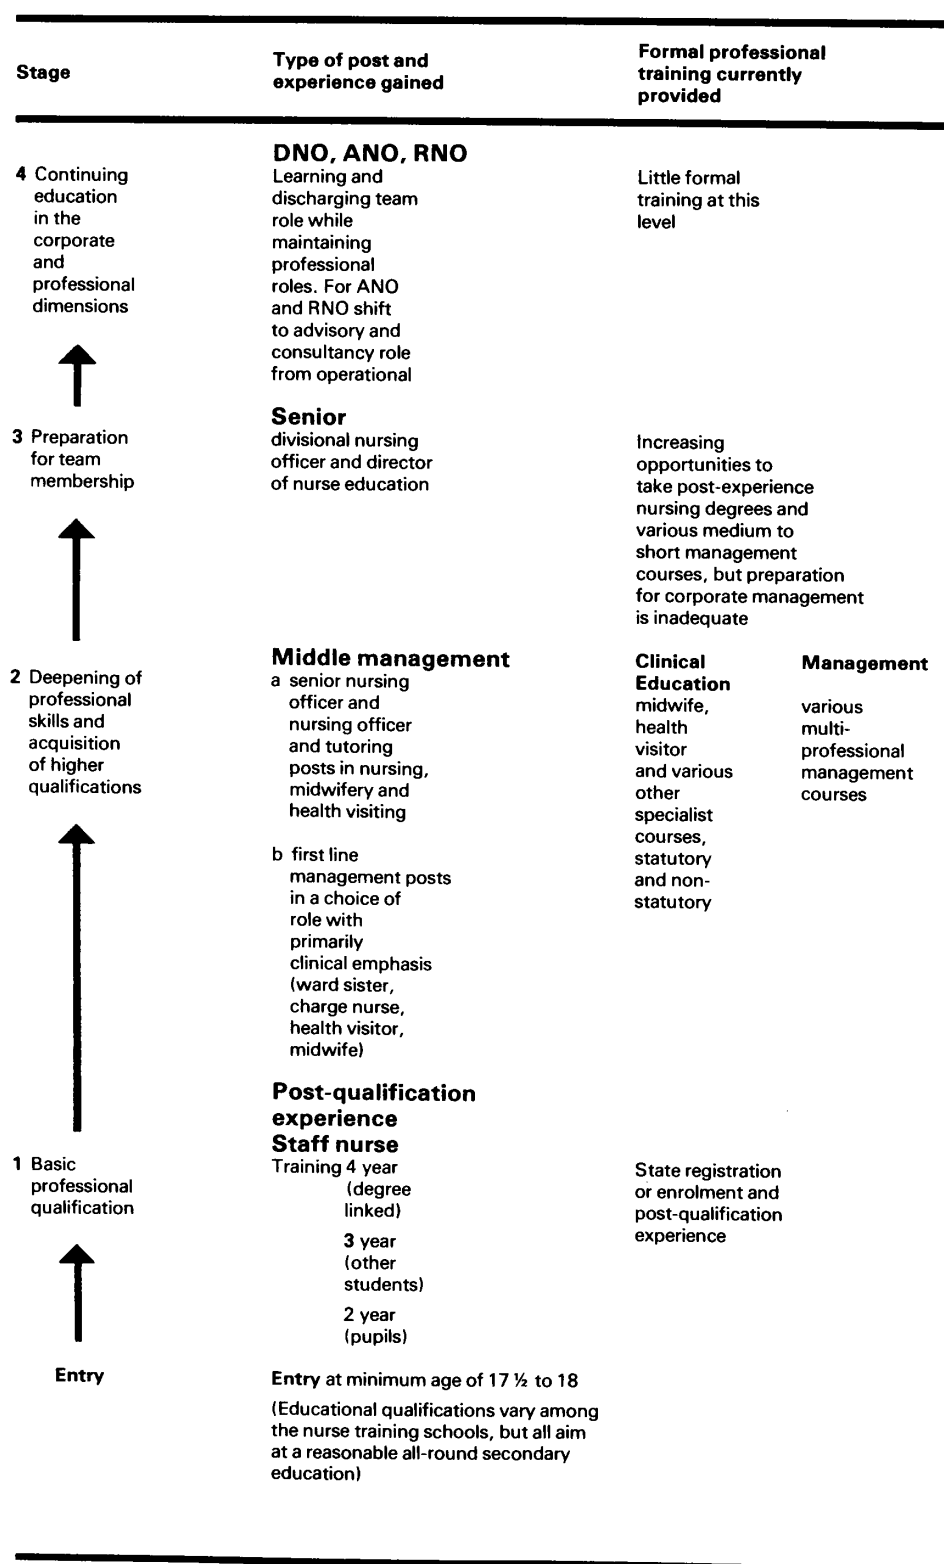 Stage
Type of post and
experience gained
Formal professional
training currently
provided
4 Continuing
education
in the
corporate
and
professional
dimensions
DNO, ANO, RNO
Learning and
discharging team
role while
maintaining
professional
roles. For ANO
and RNO shift
to advisory and
consultancy role
from operational
Little formal
training at this
level
3 Preparation
for team
membership
Senior
divisional nursing
officer and director
of nurse education
Increasing
opportunities to
take post-experience
nursing degrees and
various medium to
short management
courses, but preparation
for corporate management
is inadequate
2 Deepening of
professional
skills and
acquisition
of higher
qualifications
Middle management
a senior nursing
officer and
nursing officer
and tutoring
posts in nursing,
midwifery and
health visiting
b first line
management posts
in a choice of
role with
primarily
clinical emphasis
(ward sister,
charge nurse,
health visitor,
midwife)
Clinical
Education
midwife,
health
visitor
and various
other
specialist
courses,
statutory
and non-
statutory
Management
various
multi-
professional
management
courses
1 Basic
professional
qualification
Post-qualification
experience
Staff nurse
Training 4 year
(degree
linked)
3 year
(other
students)
2 year
(pupils)
State registration
or enrolment and
post-qualification
experience
Entry
Entry at minimum age of 17 ½ to 18
(Educational qualifications vary among
the nurse training schools, but all aim
at a reasonable all-round secondary
education)